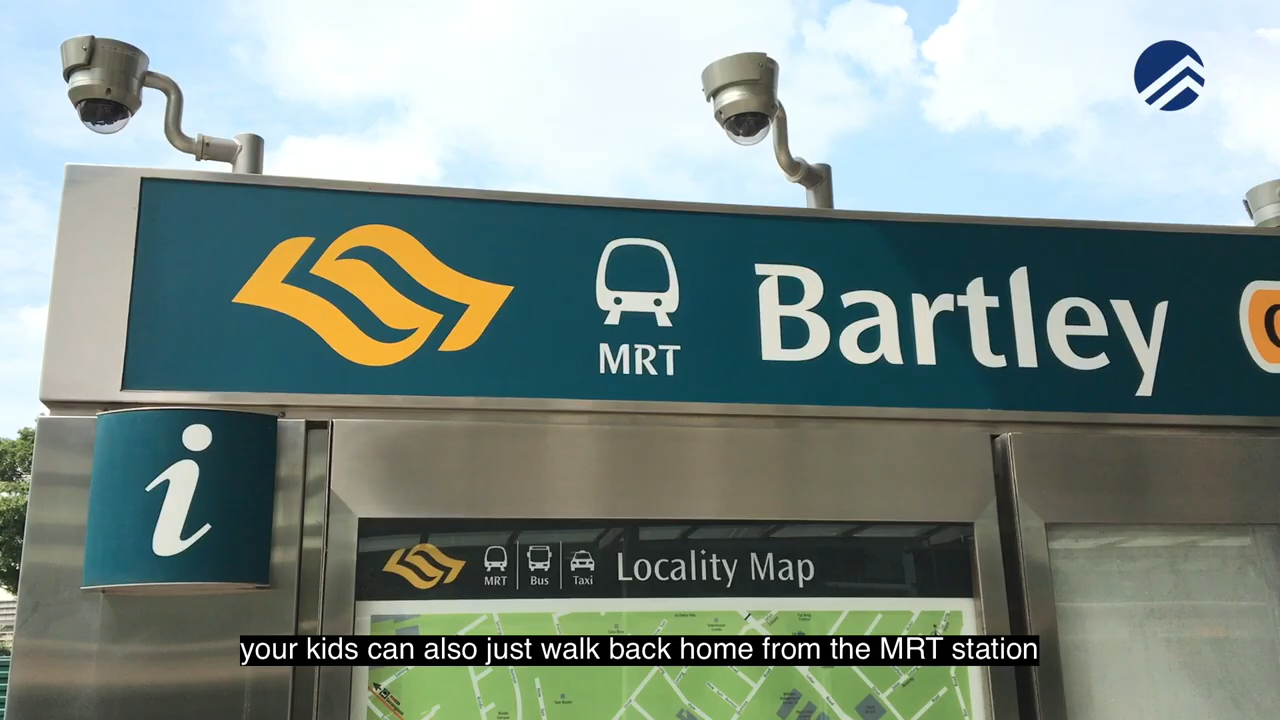 MRT
Bartley
i
MRT Bus Taxi Locality Map
your kids can also just walk back home from the MRT station